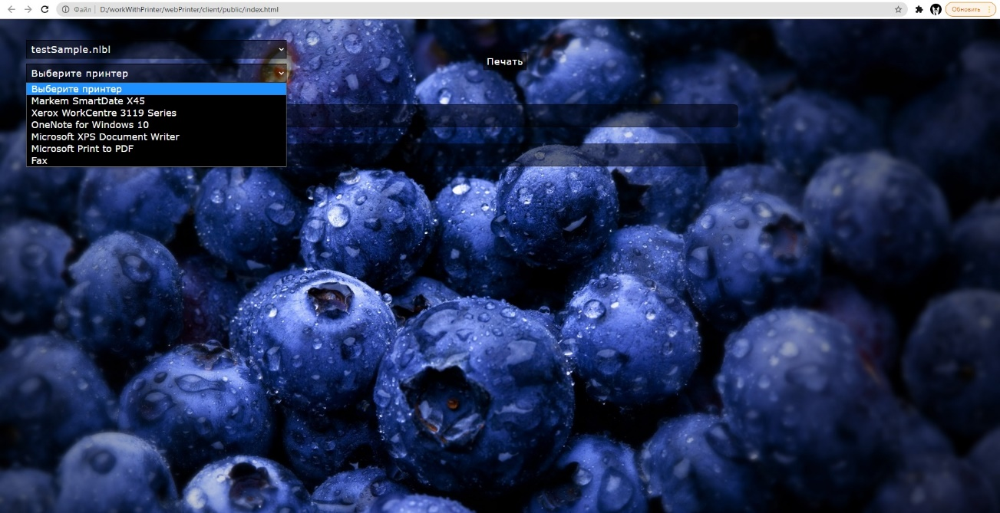 Файл D:/workWithPrinter/webPrinter/client/public/index.html Обновить
testSample.nlbl
Печать
Выберите принтер
Выберите принтер
Markem SmartDate X45
Xerox WorkCentre 3119 Series
OneNote for Windows 10
Microsoft XPS Document Writer
Microsoft Print to PDF
Fax